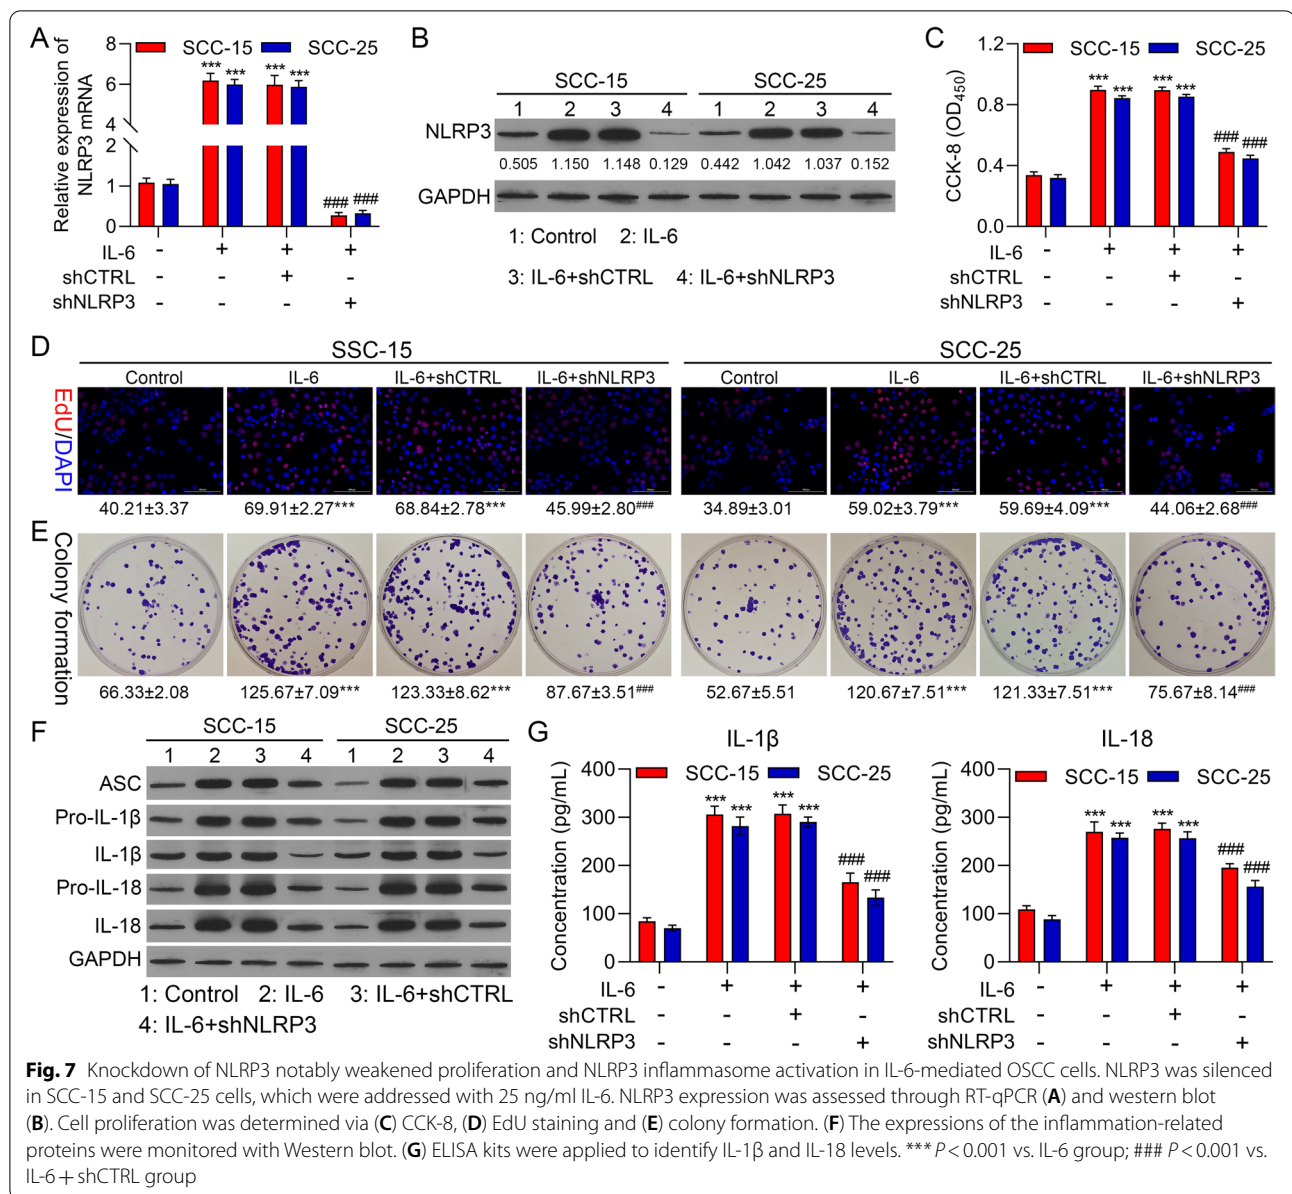 A
Relative expression of
NLRP3 mRNA
SCC-15 SCC-25
8
6
4
2
1
0
*** *** *** ***
### ###
IL-6 - + + +
shCTRL - - + -
shNLRP3 - - - +
B
SCC-15 SCC-25
1 2 3 4 1 2 3 4
NLRP3
0.505 1.150 1.148 0.129 0.442 1.042 1.037 0.152
GAPDH
1: Control 2: IL-6
3: IL-6+shCTRL 4: IL-6+shNLRP3
C
CCK-8 (OD450)
SCC-15 SCC-25
1.2
0.8
0.4
0.0
*** *** *** ***
### ###
IL-6 - + + +
shCTRL - - + -
shNLRP3 - - - +
D
SSC-15 SCC-25
Control IL-6 IL-6+shCTRL IL-6+shNLRP3 Control IL-6 IL-6+shCTRL IL-6+shNLRP3
EdU/DAPI
40.21±3.37 69.91±2.27*** 68.84±2.78*** 45.99±2.80### 34.89±3.01 59.02±3.79*** 59.69±4.09*** 44.06±2.68###
E
Colony formation
66.33±2.08 125.67±7.09*** 123.33±8.62*** 87.67±3.51### 52.67±5.51 120.67±7.51*** 121.33±7.51*** 75.67±8.14###
F
SCC-15 SCC-25
1 2 3 4 1 2 3 4
ASC
Pro-IL-1β
IL-1β
Pro-IL-18
IL-18
GAPDH
1: Control 2: IL-6 3: IL-6+shCTRL
4: IL-6+shNLRP3
G
IL-1β
Concentration (pg/mL)
SCC-15 SCC-25
400
300
200
100
0
*** *** *** ***
### ###
IL-6 - + + +
shCTRL - - + -
shNLRP3 - - - +
IL-18
Concentration (pg/mL)
SCC-15 SCC-25
400
300
200
100
0
*** *** *** ***
### ###
- + + +
- - + -
- - - +
Fig. 7 Knockdown of NLRP3 notably weakened proliferation and NLRP3 inflammasome activation in IL-6-mediated OSCC cells. NLRP3 was silenced
in SCC-15 and SCC-25 cells, which were addressed with 25 ng/ml IL-6. NLRP3 expression was assessed through RT-qPCR (A) and western blot
(B). Cell proliferation was determined via (C) CCK-8, (D) EdU staining and (E) colony formation. (F) The expressions of the inflammation-related
proteins were monitored with Western blot. (G) ELISA kits were applied to identify IL-1β and IL-18 levels. *** P < 0.001 vs. IL-6 group; ### P < 0.001 vs.
IL-6 + shCTRL group